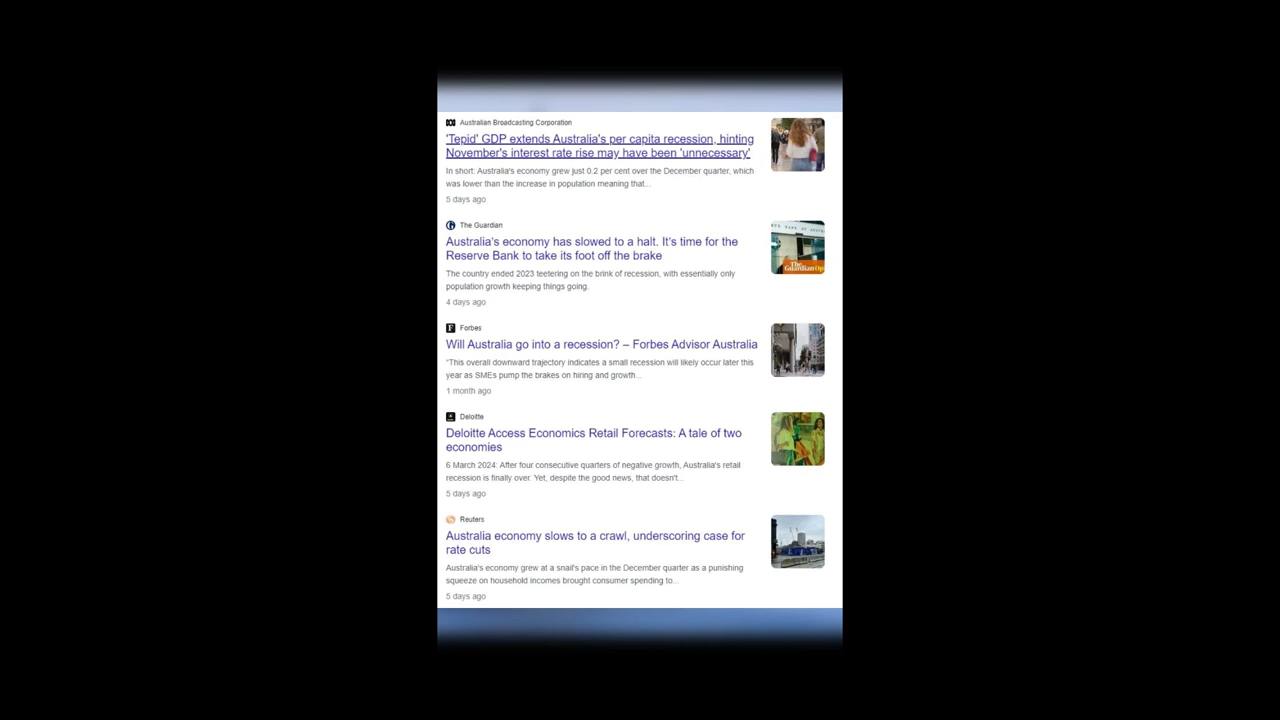 Australian Broadcasting Corporation
'Tepid' GDP extends Australia's per capita recession, hinting
November's interest rate rise may have been 'unnecessary'
In short: Australia's economy grew just 0.2 per cent over the December quarter, which
was lower than the increase in population meaning that...
5 days ago
The Guardian
Australia's economy has slowed to a halt. It's time for the
Reserve Bank to take its foot off the brake
The country ended 2023 teetering on the brink of recession, with essentially only
population growth keeping things going.
The
Guardian Op
4 days ago
Forbes
Will Australia go into a recession? – Forbes Advisor Australia
"This overall downward trajectory indicates a small recession will likely occur later this
year as SMEs pump the brakes on hiring and growth...
1 month ago
Deloitte
Deloitte Access Economics Retail Forecasts: A tale of two
economies
6 March 2024: After four consecutive quarters of negative growth, Australia's retail
recession is finally over. Yet, despite the good news, that doesn't...
5 days ago
Reuters
Australia economy slows to a crawl, underscoring case for
rate cuts
Australia's economy grew at a snail's pace in the December quarter as a punishing
squeeze on household incomes brought consumer spending to...
5 days ago